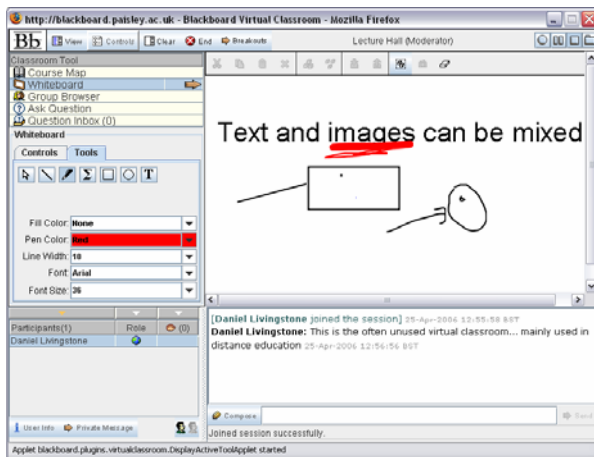 http://blackboard.paisley.ac.uk - Blackboard Virtual Classroom - Mozilla Firefox
Bb View Controls Clear End Breakouts Lecture Hall (Moderator)
Classroom Tool
Course Map
Whiteboard
Group Browser
Ask Question
Question Inbox (0)
Whiteboard
Controls Tools
T
Fill Color: None
Pen Color: Red
Line Width: 18
Font: Arial
Font Size: 36
Text and images can be mixed
Participants(1) Role (0)
Daniel Livingstone
User Info Private Message
[Daniel Livingstone joined the session] 25-Apr-2006 12:55:58 BST
Daniel Livingstone: This is the often unused virtual classroom... mainly used in
distance education 25-Apr-2006 12:56:56 BST
Compose Send
Joined session successfully.
Applet blackboard.plugins.virtualclassroom.DisplayActiveToolApplet started